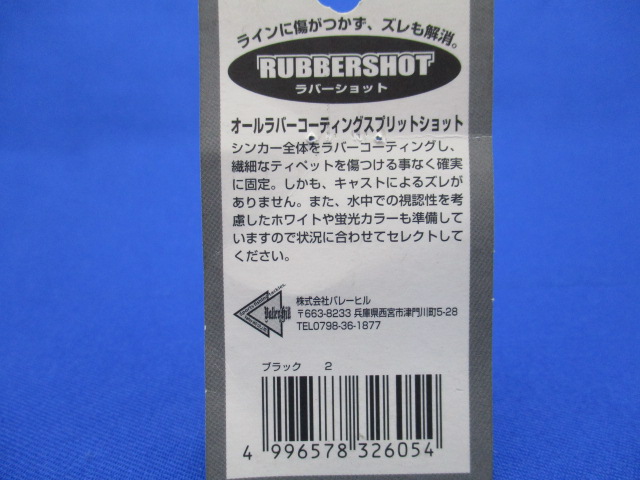 ラインに傷がつかず、ズレも解消。
RUBBERSHOT
ラバーショット
オールラバーコーティングスプリットショット
シンカー全体をラバーコーティングし、
繊細なティペットを傷つける事なく確実
に固定。しかも、キャストによるズレが
ありません。また、水中での視認性を考
慮したホワイトや蛍光カラーも準備して
いますので状況に合わせてセレクトして
ください。
ValleyHill
株式会社バレーヒル
〒663-8233 兵庫県西宮市津門川町5-28
TEL0798-36-1877
ブラック 2
4 996578 326054